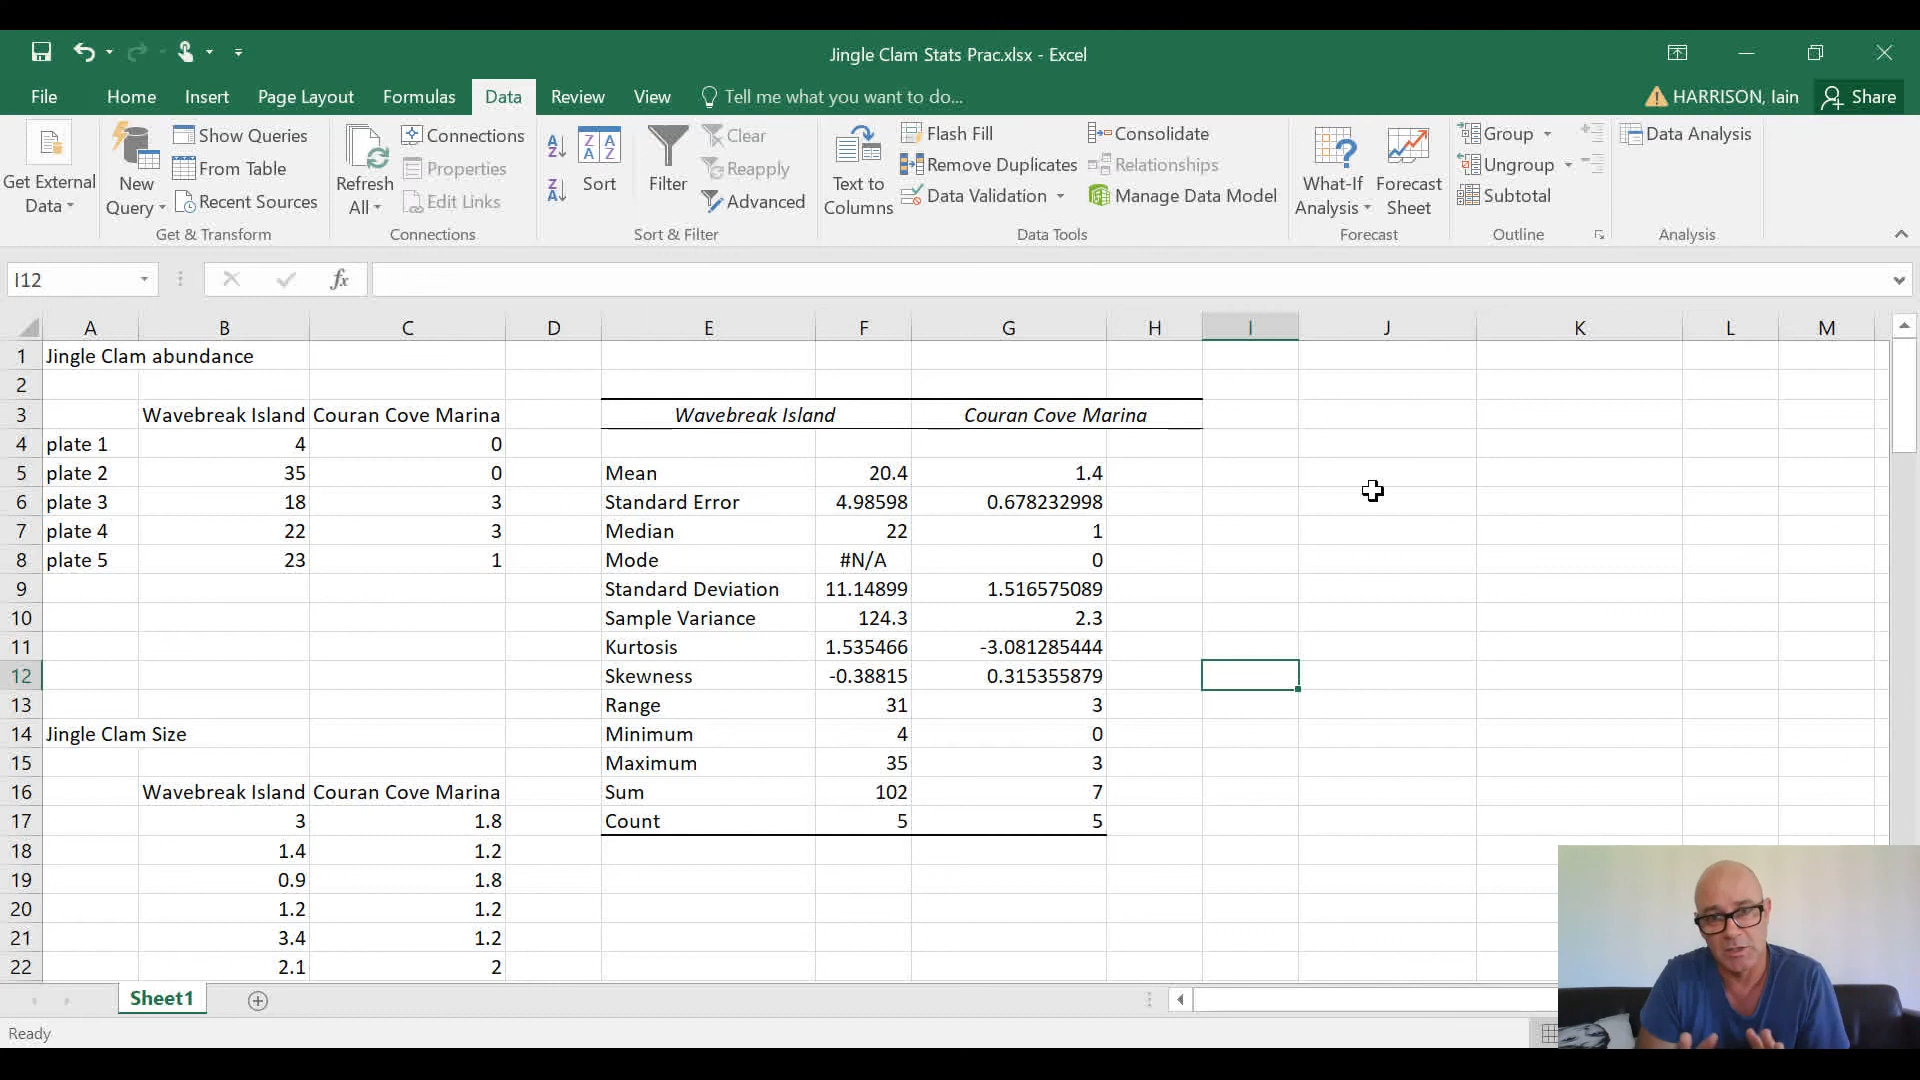 Jingle Clam Stats Prac.xlsx - Excel
File Home Insert Page Layout Formulas Data Review View Tell me what you want to do... HARRISON, Iain Share
Get External Data
New Query
Show Queries
From Table
Recent Sources
Get & Transform
Refresh All
Connections
Properties
Edit Links
Connections
Sort
Filter
Clear
Reapply
Advanced
Sort & Filter
Text to Columns
Flash Fill
Remove Duplicates
Data Validation
Consolidate
Relationships
Manage Data Model
Data Tools
What-If Analysis
Forecast Sheet
Forecast
Group
Ungroup
Subtotal
Outline
Data Analysis
Analysis
I12 fx
A B C D E F G H I J K L M
1 Jingle Clam abundance
2
3 Wavebreak Island Couran Cove Marina Wavebreak Island Couran Cove Marina
4 plate 1 4 0
5 plate 2 35 0 Mean 20.4 1.4
6 plate 3 18 3 Standard Error 4.98598 0.678232998
7 plate 4 22 3 Median 22 1
8 plate 5 23 1 Mode #N/A 0
9 Standard Deviation 11.14899 1.516575089
10 Sample Variance 124.3 2.3
11 Kurtosis 1.535466 -3.081285444
12 Skewness -0.38815 0.315355879
13 Range 31 3
14 Jingle Clam Size Minimum 4 0
15 Maximum 35 3
16 Wavebreak Island Couran Cove Marina Sum 102 7
17 3 1.8 Count 5 5
18 1.4 1.2
19 0.9 1.8
20 1.2 1.2
21 3.4 1.2
22 2.1 2
Sheet1
Ready